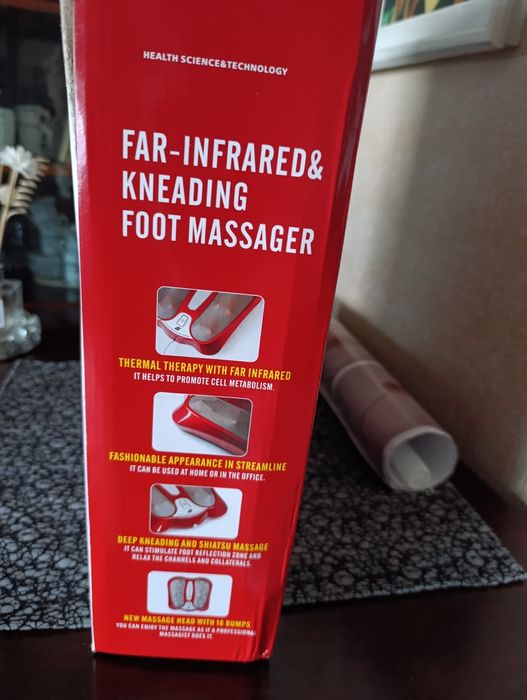 HEALTH SCIENCE&TECHNOLOGY
FAR-INFRARED&
KNEADING
FOOT MASSAGER
THERMAL THERAPY WITH FAR INFRARED
IT HELPS TO PROMOTE CELL METABOLISM.
FASHIONABLE APPEARANCE IN STREAMLINE
IT CAN BE USED AT HOME OR IN THE OFFICE.
DEEP KNEADING AND SHIATSU MASSAGE
IT CAN STIMULATE FOOT REFLECTION ZONE AND
RELAX THE CHANNELS AND COLLATERALS.
NEW MASSAGE HEAD WITH 18 BUMPS
YOU CAN ENJOY THE MASSAGE AS IF A PROFESSIONAL
MASSAGIST DOES IT.